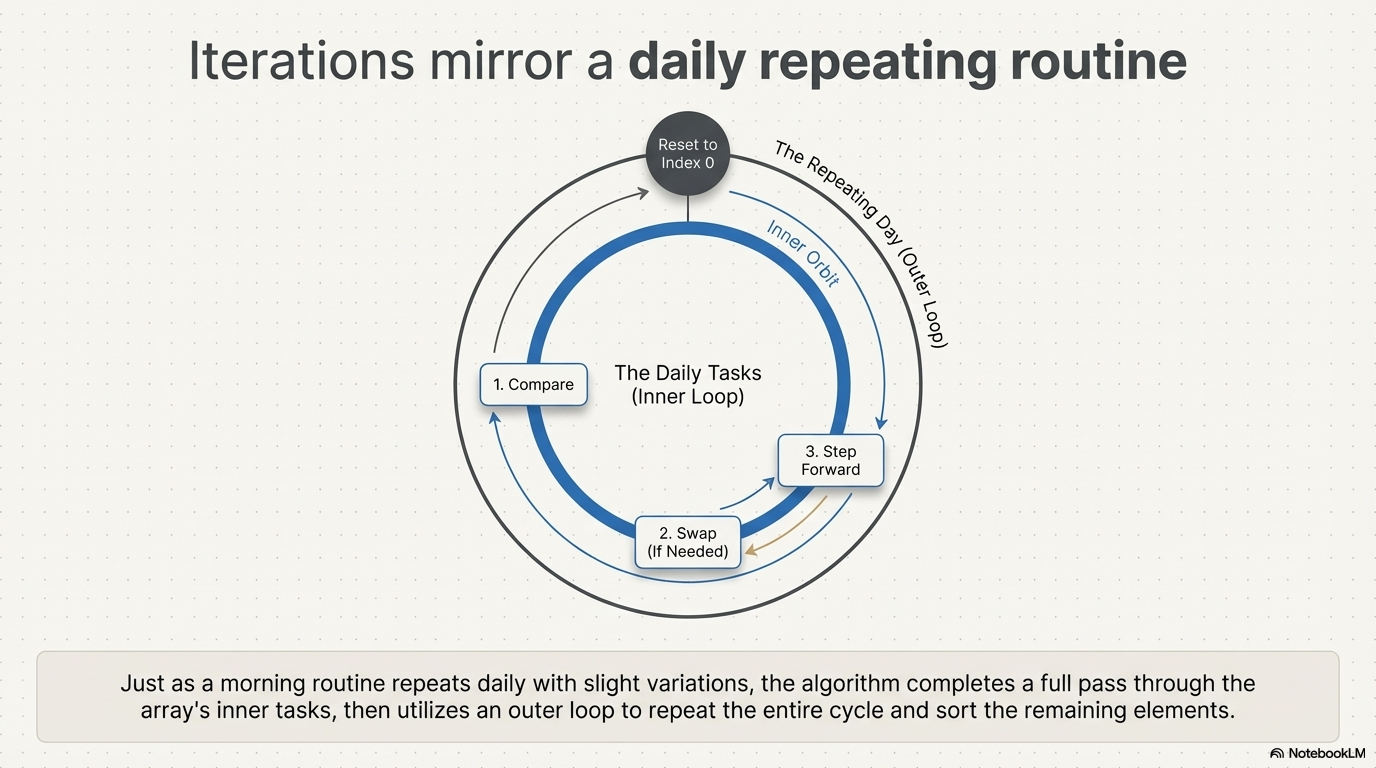 Iterations mirror a daily repeating routine
Reset to
Index 0
The Repeating Day (Outer Loop)
Inner Orbit
1. Compare
The Daily Tasks
(Inner Loop)
3. Step
Forward
2. Swap
(If Needed)
Just as a morning routine repeats daily with slight variations, the algorithm completes a full pass through the
array's inner tasks, then utilizes an outer loop to repeat the entire cycle and sort the remaining elements.
NotebookLM